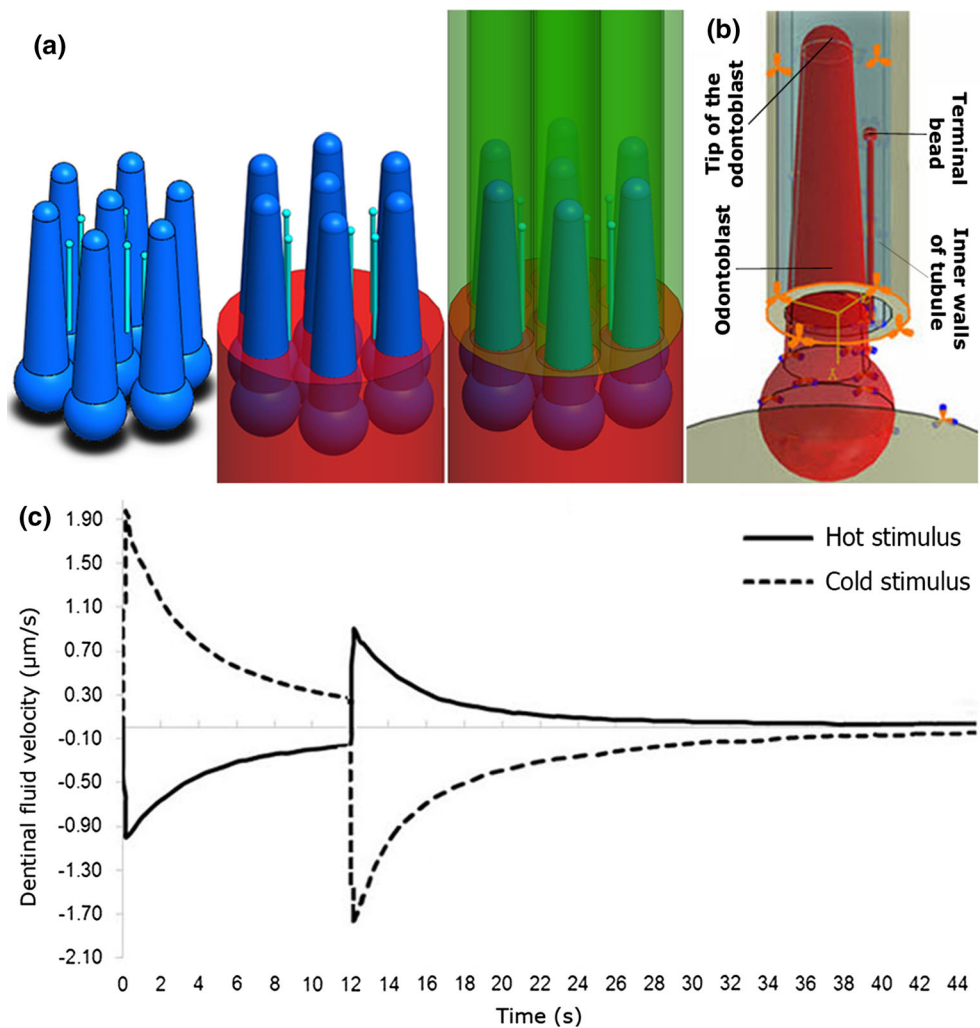 (a)
(b)
Tip of the
odontoblast
Odontoblast
Terminal
bead
Inner walls
of tubule
(c)
1.90
1.50
1.10
0.70
0.30
-0.10
-0.50
-0.90
-1.30
-1.70
-2.10
Dentinal fluid velocity (µm/s)
Hot stimulus
Cold stimulus
0 2 4 6 8 10 12 14 16 18 20 22 24 26 28 30 32 34 36 38 40 42 44
Time (s)